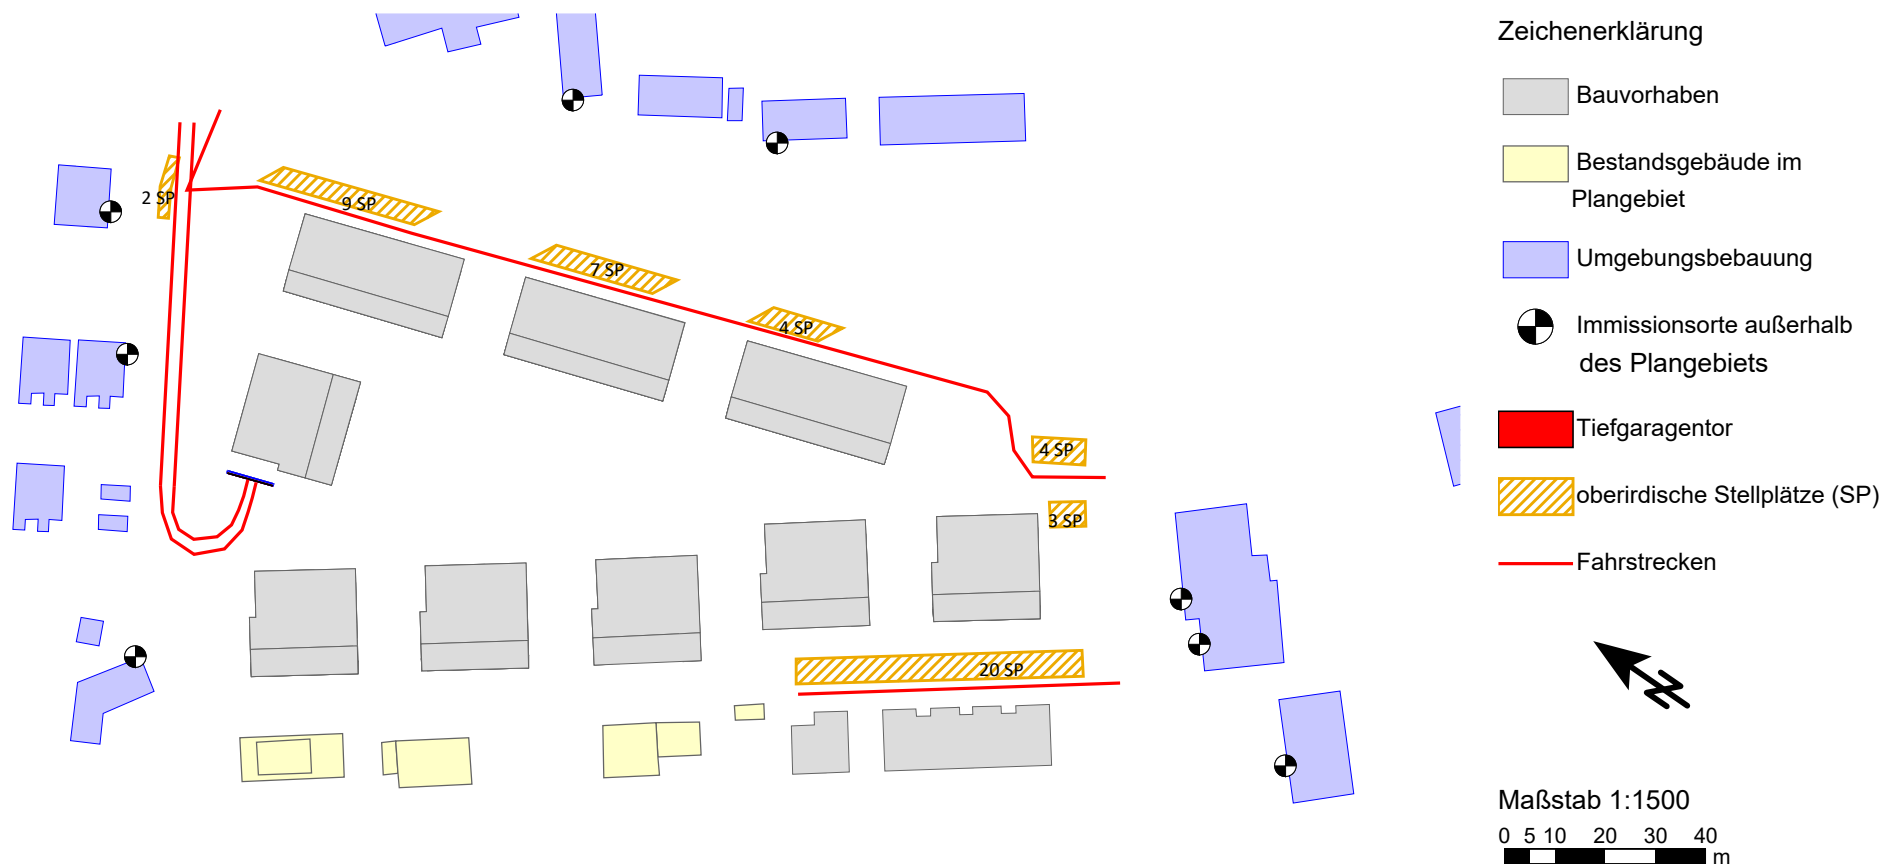 2 SP
9 SP
7 SP
4 SP
4 SP
3 SP
20 SP
Zeichenerklärung
Bauvorhaben
Bestandsgebäude im
Plangebiet
Umgebungsbebauung
Immissionsorte außerhalb
des Plangebiets
Tiefgaragentor
oberirdische Stellplätze (SP)
Fahrstrecken
Maßstab 1:1500
0 5 10 20 30 40
m